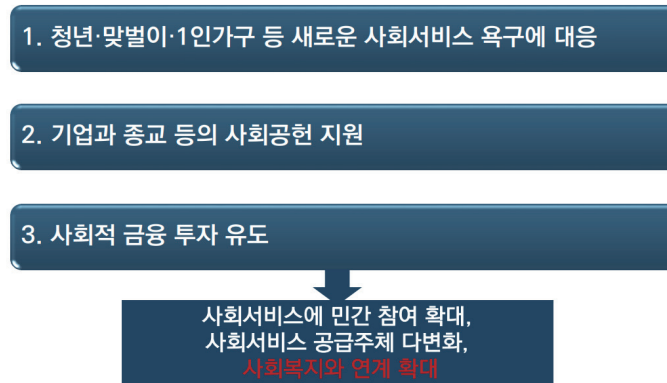 1. 청년·맞벌이·1인가구 등 새로운 사회서비스 욕구에 대응
2. 기업과 종교 등의 사회공헌 지원
3. 사회적 금융 투자 유도
사회서비스에 민간 참여 확대,
사회서비스 공급주체 다변화,
사회복지와 연계 확대